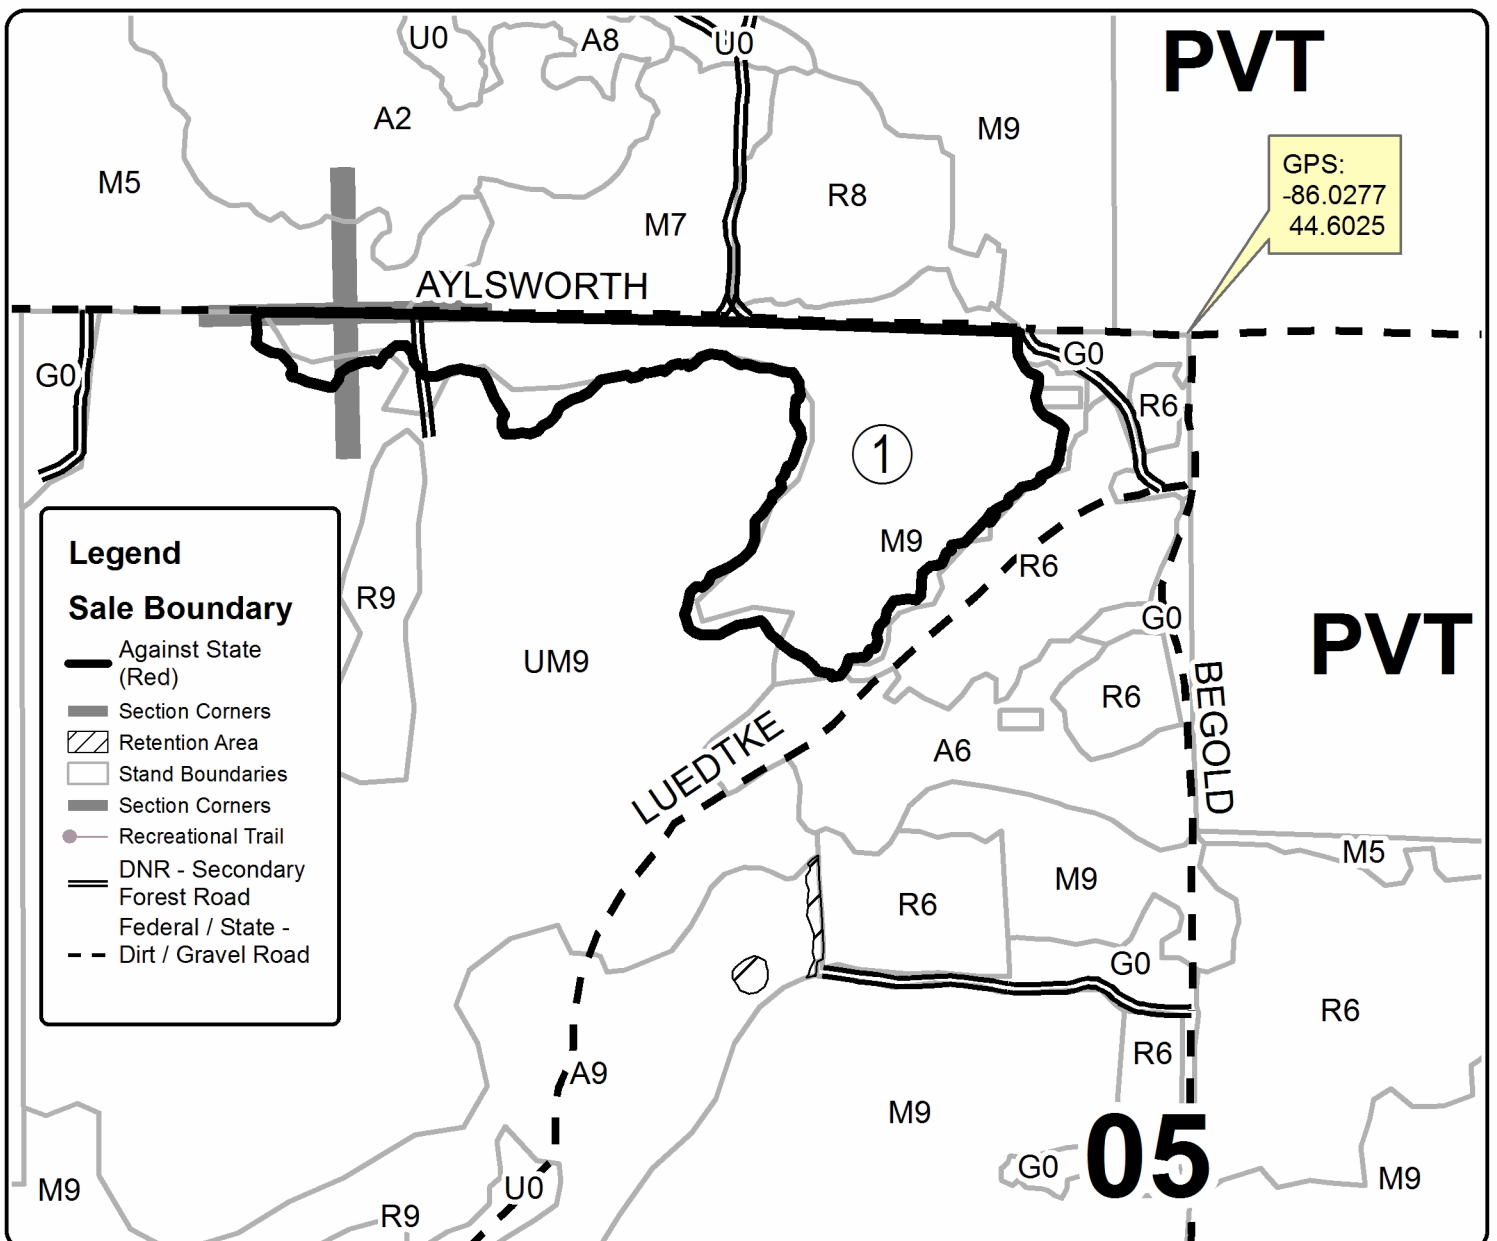 U0
A8
U0
PVT
A2
M9
M5
R8
M7
GPS:
-86.0277
44.6025
AYLSWORTH
G0
G0
R6
1
M9
R6
R9
G0
UM9
PVT
R6
BEGOLD
A6
LUEDTKE
Legend
Sale Boundary
Against State
(Red)
Section Corners
Retention Area
Stand Boundaries
Section Corners
Recreational Trail
DNR - Secondary
Forest Road
Federal / State -
Dirt / Gravel Road
M5
M9
R6
G0
R6
R6
A9
M9
05
G0
M9
M9
U0
R9